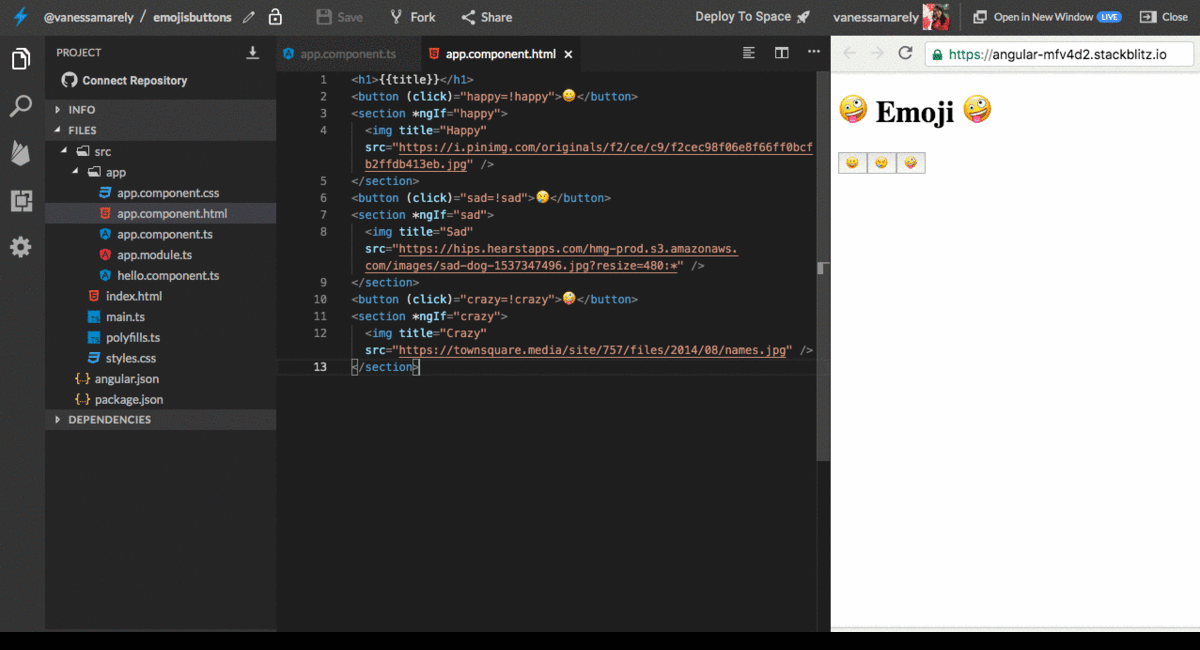 @vanessamarely / emojisbuttons
Save
Fork
Share
Deploy To Space
vanessamarely
Open in New Window LIVE
Close
PROJECT
Connect Repository
INFO
FILES
src
app
app.component.css
app.component.html
app.component.ts
app.module.ts
hello.component.ts
index.html
main.ts
polyfills.ts
styles.css
{..} angular.json
{..} package.json
DEPENDENCIES
app.component.ts
app.component.html
1 <h1>{{title}}</h1>
2 <button (click)="happy=!happy">😀</button>
3 <section *ngIf="happy">
4 <img title="Happy"
src="https://i.pinimg.com/originals/f2/ce/c9/f2cec98f06e8f66ff0bcf
b2ffdb413eb.jpg" />
5 </section>
6 <button (click)="sad=!sad">😢</button>
7 <section *ngIf="sad">
8 <img title="Sad"
src="https://hips.hearstapps.com/hmg-prod.s3.amazonaws.
com/images/sad-dog-1537347496.jpg?resize=480:*" />
9 </section>
10 <button (click)="crazy=!crazy">🤪</button>
11 <section *ngIf="crazy">
12 <img title="Crazy"
src="https://townsquare.media/site/757/files/2014/08/names.jpg" />
13 </section>
https://angular-mfv4d2.stackblitz.io
🤪 Emoji 🤪
😀 😢 🤪